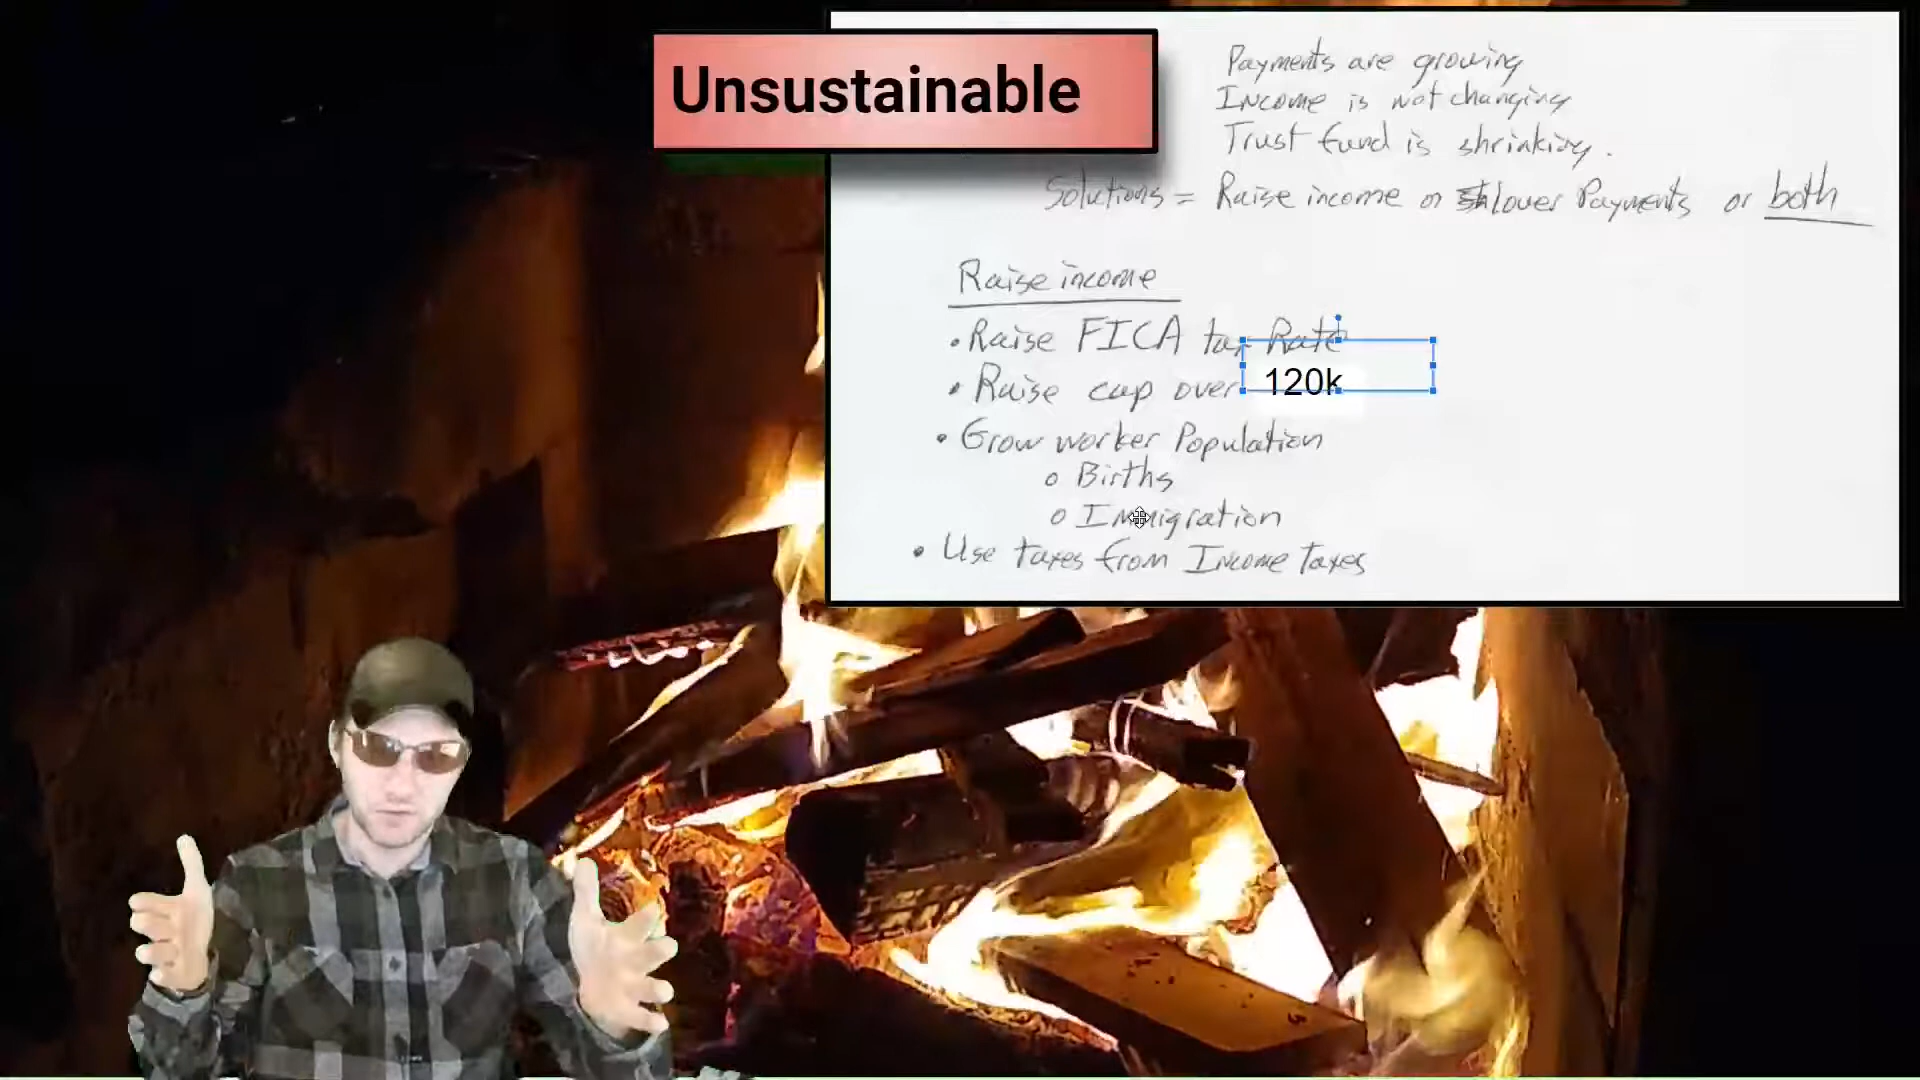 Unsustainable
Payments are growing
Income is not changing
Trust fund is shrinking.
Solutions = Raise income or lower Payments or both
Raise income
• Raise FICA tax Rate
• Raise cap over 120k
• Grow worker Population
o Births
o Immigration
• Use taxes from Income taxes